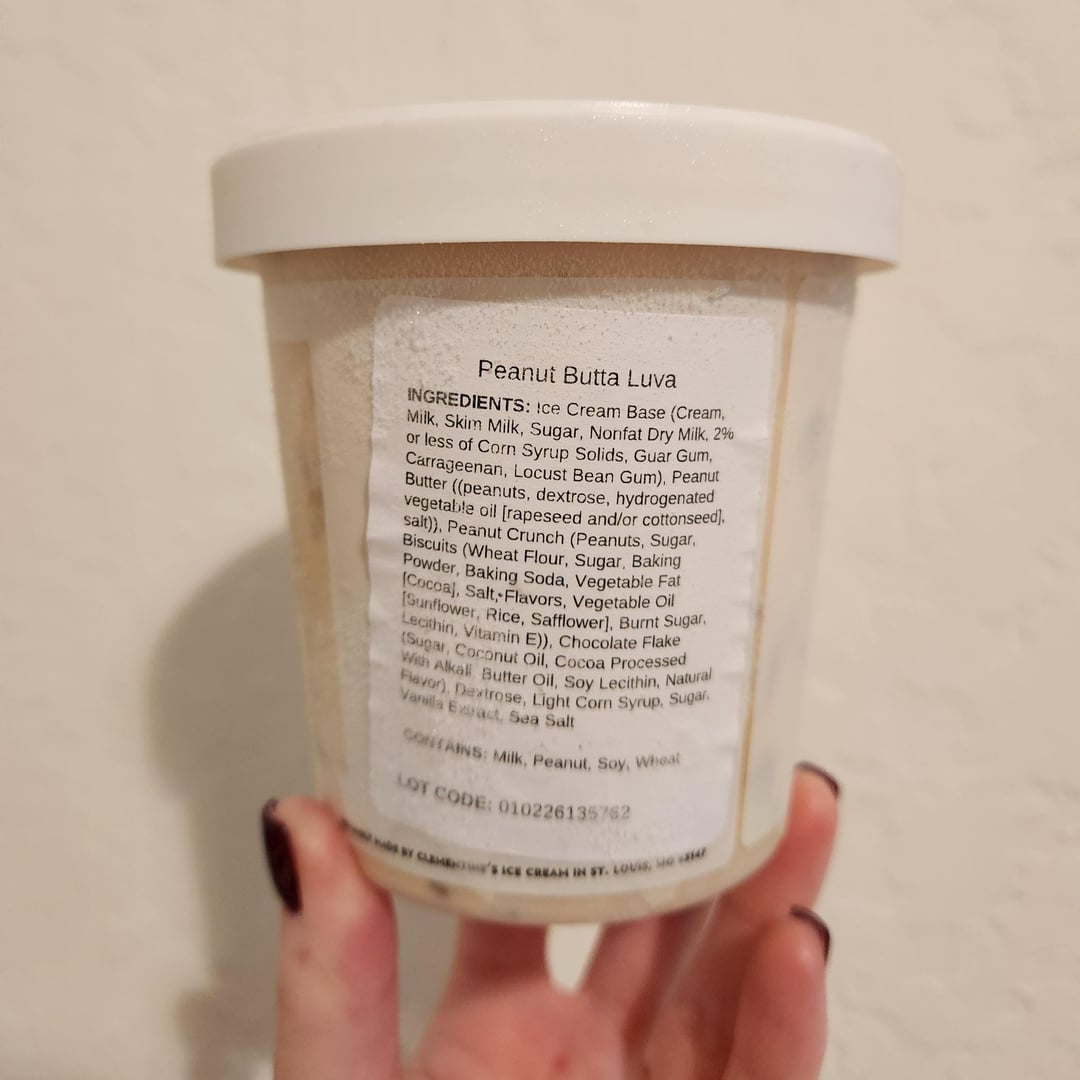 Peanut Butta Luva
INGREDIENTS: Ice Cream Base (Cream,
Milk, Skim Milk, Sugar, Nonfat Dry Milk, 2%
or less of Corn Syrup Solids, Guar Gum,
Carrageenan, Locust Bean Gum), Peanut
Butter ((peanuts, dextrose, hydrogenated
vegetable oil [rapeseed and/or cottonseed],
salt)), Peanut Crunch (Peanuts, Sugar,
Biscuits (Wheat Flour, Sugar, Baking
Powder, Baking Soda, Vegetable Fat
[Cocoa], Salt, Flavors, Vegetable Oil
[Sunflower, Rice, Safflower], Burnt Sugar,
Lecithin, Vitamin E)), Chocolate Flake
(Sugar, Coconut Oil, Cocoa Processed
With Alkali, Butter Oil, Soy Lecithin, Natural
Flavor), Dextrose, Light Corn Syrup, Sugar,
Vanilla Extract, Sea Salt
CONTAINS: Milk, Peanut, Soy, Wheat
LOT CODE: 010226135762
MADE BY CLEMENTINE'S ICE CREAM IN ST. LOUIS, MO